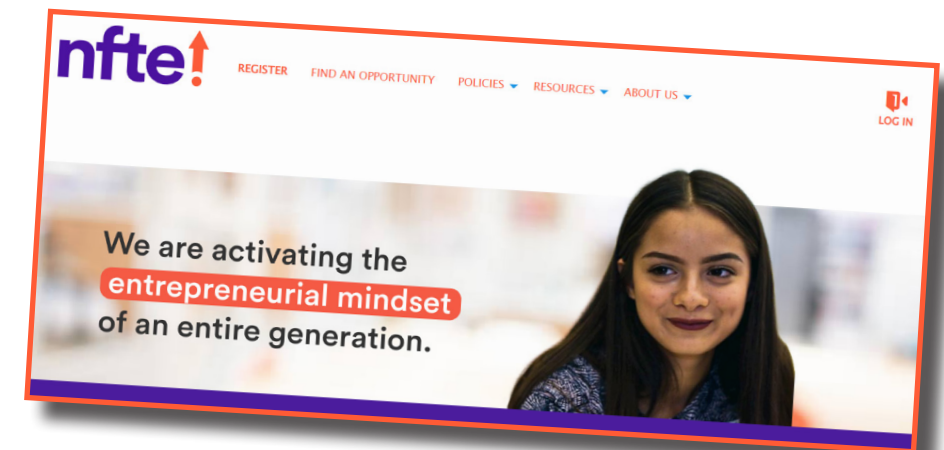 nfte!
REGISTER FIND AN OPPORTUNITY POLICIES RESOURCES ABOUT US
LOG IN
We are activating the
entrepreneurial mindset
of an entire generation.